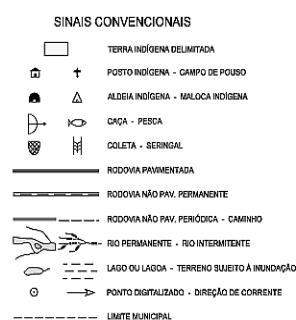 SINAIS CONVENCIONAIS
TERRA INDÍGENA DELIMITADA
POSTO INDÍGENA - CAMPO DE POUSO
ALDEIA INDÍGENA - MALOCA INDÍGENA
CAÇA - PESCA
COLETA - SERINGAL
RODOVIA PAVIMENTADA
RODOVIA NÃO PAV. PERMANENTE
RODOVIA NÃO PAV. PERIÓDICA - CAMINHO
RIO PERMANENTE - RIO INTERMITENTE
LAGO OU LAGOA - TERRENO SUJEITO À INUNDAÇÃO
PONTO DIGITALIZADO - DIREÇÃO DE CORRENTE
LIMITE MUNICIPAL